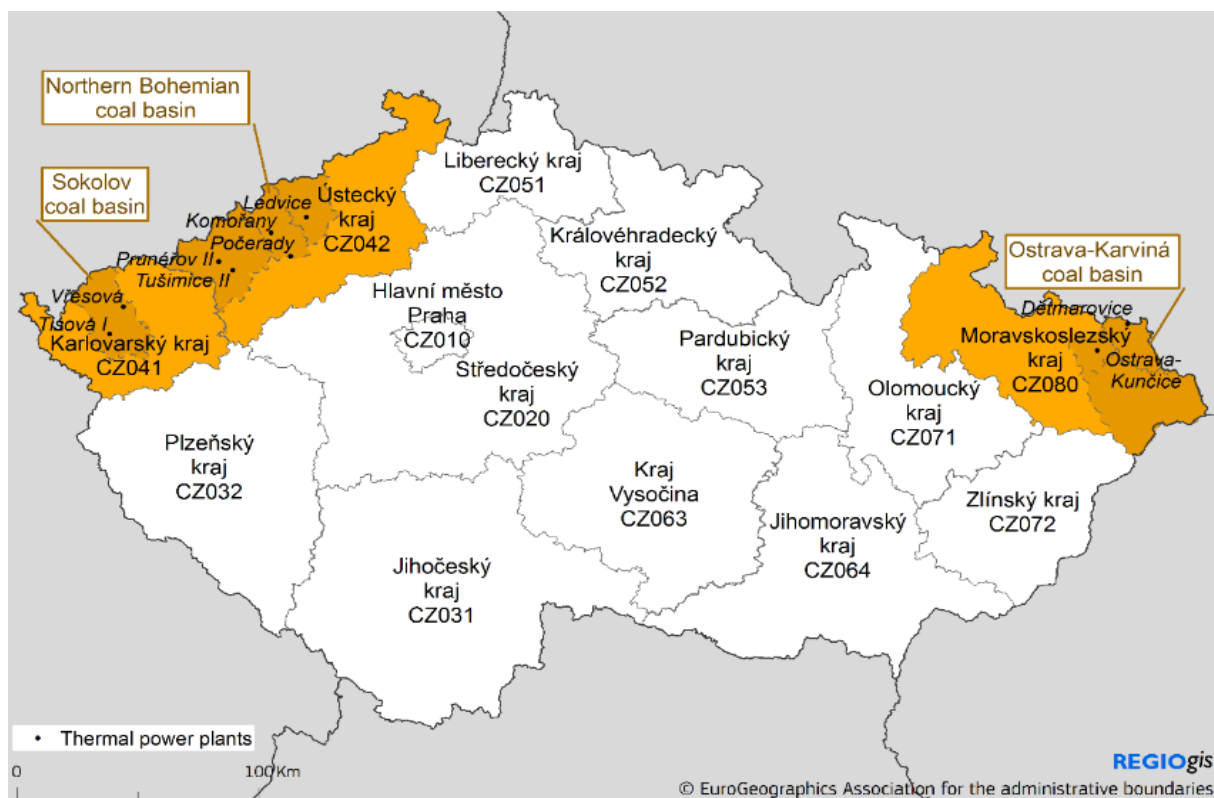 Northern Bohemian
coal basin
Sokolov
coal basin
Liberecký kraj
CZ051
Ledvice
Ústecký
kraj
CZ042
Komořany
Počerady
Prunéřov II
Tušimice II
Královéhradecký
kraj
CZ052
Ostrava-Karviná
coal basin
Vřesová
Tisová I
Karlovarský kraj
CZ041
Hlavní město
Praha
CZ010
Středočeský
kraj
CZ020
Pardubický
kraj
CZ053
Dětmarovice
Moravskoslezský
kraj
CZ080
Ostrava-
Kunčice
Olomoucký
kraj
CZ071
Plzeňský
kraj
CZ032
Kraj
Vysočina
CZ063
Zlínský kraj
CZ072
Jihomoravský
kraj
CZ064
Jihočeský
kraj
CZ031
Thermal power plants
0 100 Km
REGIOgis
© EuroGeographics Association for the administrative boundaries